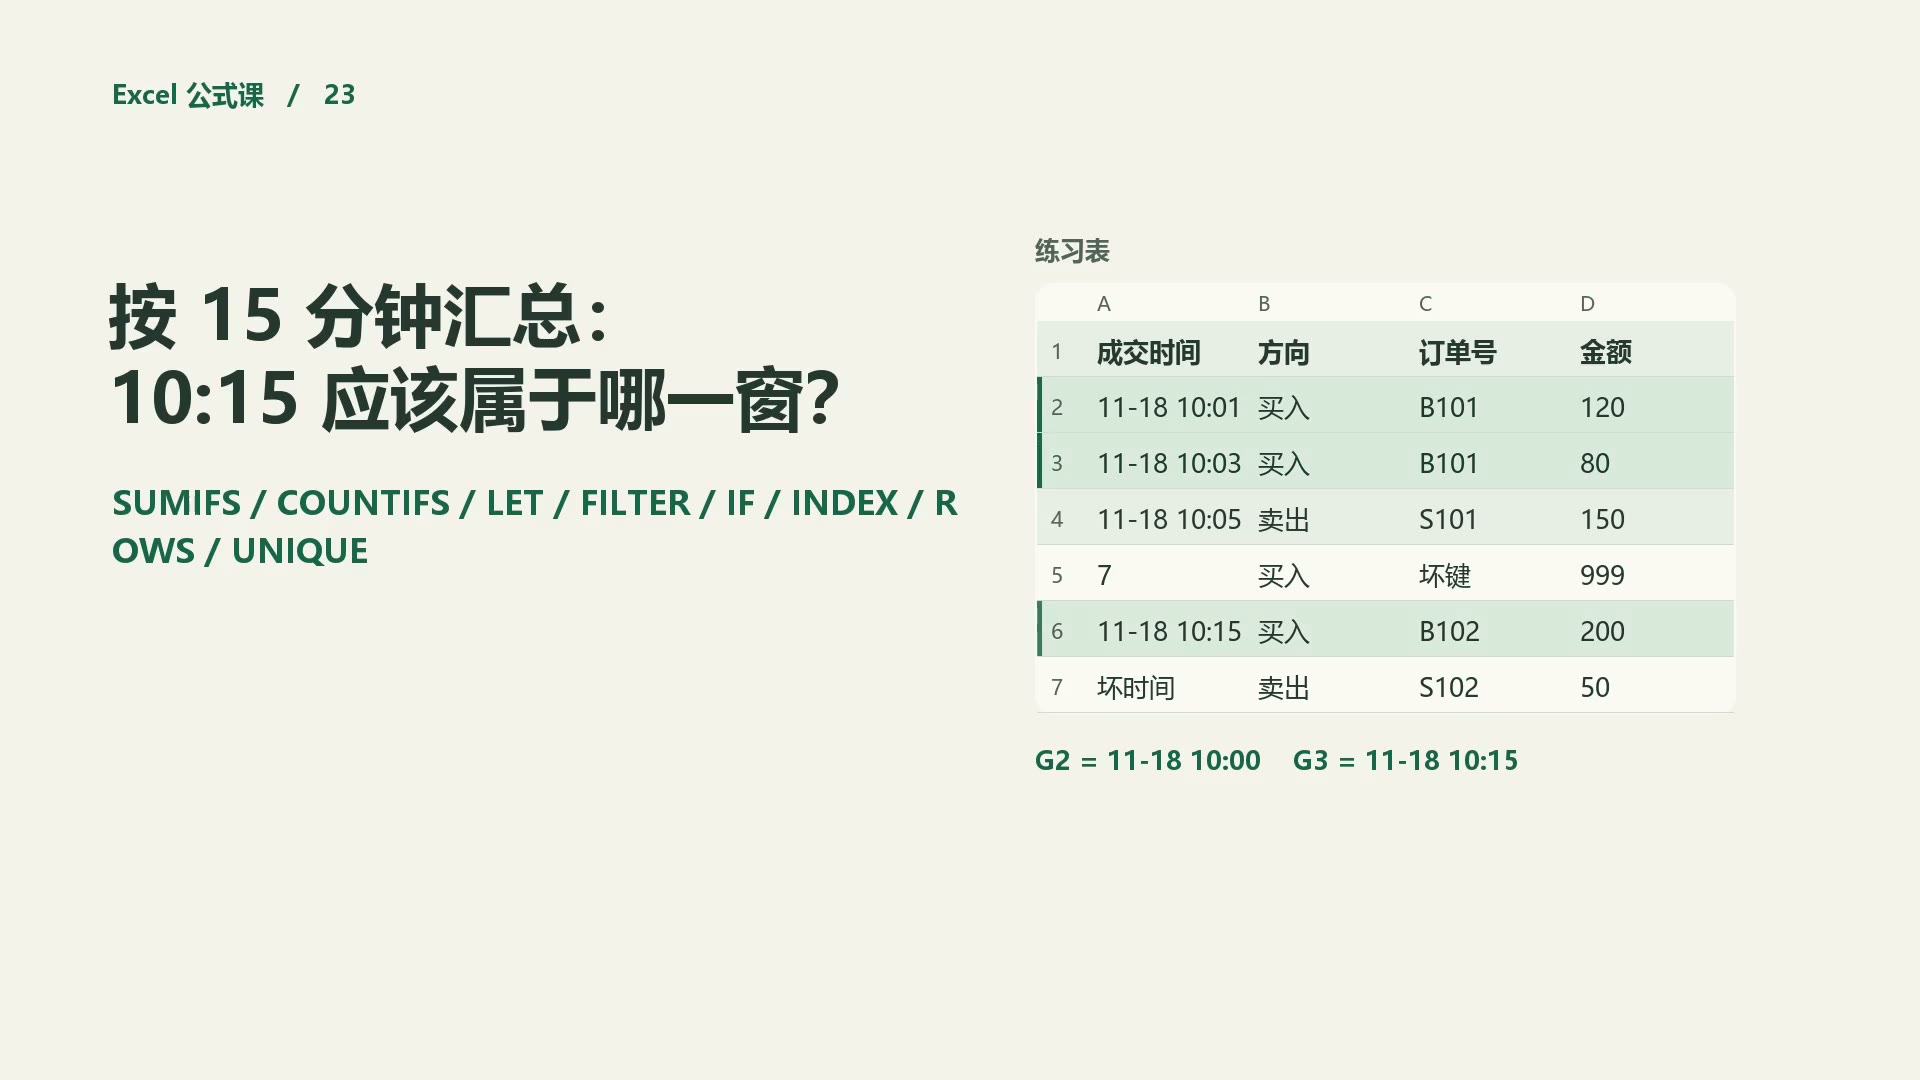 Excel 公式课 / 23
按 15 分钟汇总：
10:15 应该属于哪一窗？
SUMIFS / COUNTIFS / LET / FILTER / IF / INDEX / R
OWS / UNIQUE
练习表
A B C D
1 成交时间 方向 订单号 金额
2 11-18 10:01 买入 B101 120
3 11-18 10:03 买入 B101 80
4 11-18 10:05 卖出 S101 150
5 7 买入 坏键 999
6 11-18 10:15 买入 B102 200
7 坏时间 卖出 S102 50
G2 = 11-18 10:00 G3 = 11-18 10:15